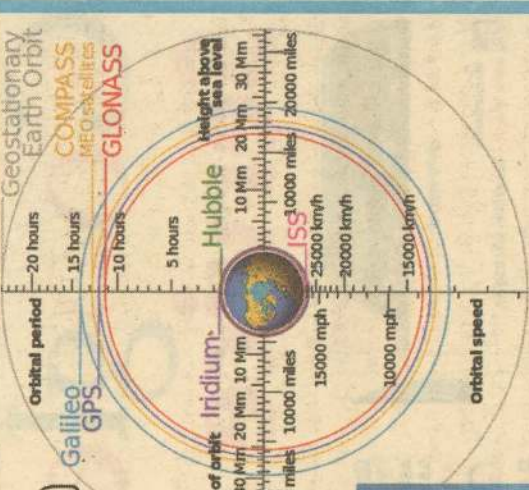 Geostationary
Earth Orbit
COMPASS
MEO satellites
GLONASS
Height above
sea level
20 hours
15 hours
10 hours
5 hours
Orbital period
Galileo
GPS
Hubble
Iridium
ISS
10 Mm
20 Mm
30 Mm
10000 miles
20000 miles
of orbit
30 Mm
20 Mm
10 Mm
miles
10000 miles
25000 km/h
20000 km/h
15000 km/h
15000 mph
10000 mph
Orbital speed